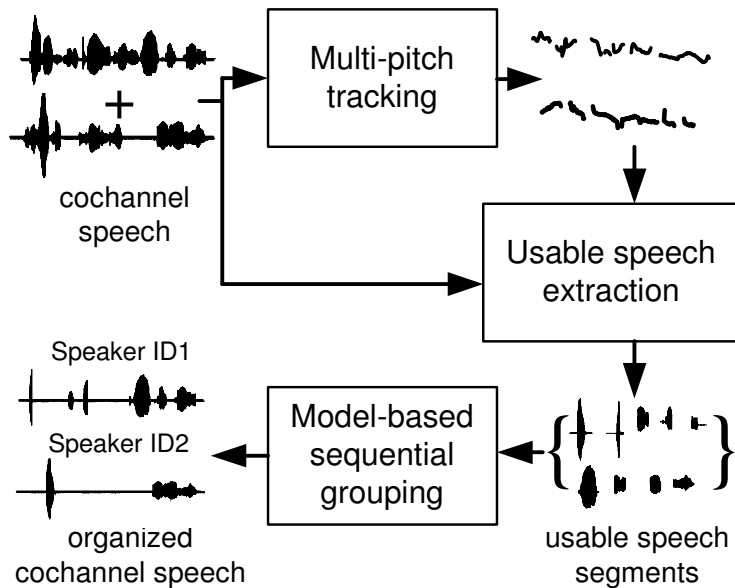 Multi-pitch
tracking
+
cochannel
speech
Usable speech
extraction
Speaker ID1
Speaker ID2
organized
cochannel speech
Model-based
sequential
grouping
{ }
usable speech
segments